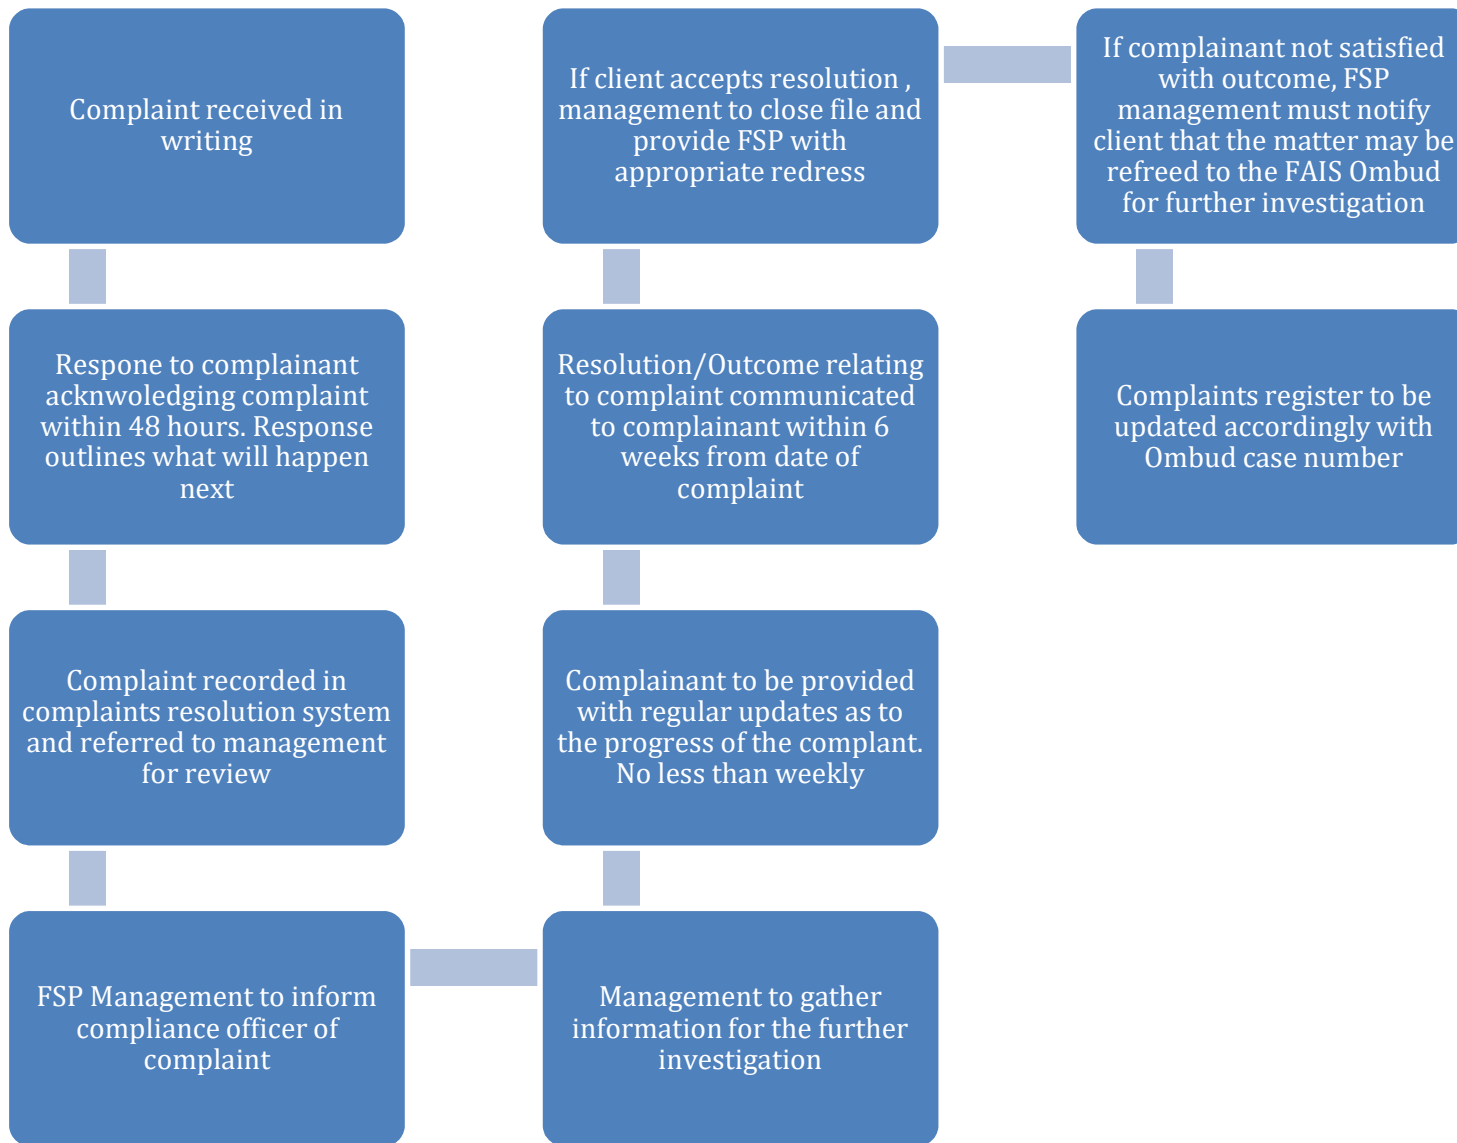 Complaint received in
writing
Respone to complainant
acknwoledging complaint
within 48 hours. Response
outlines what will happen
next
Complaint recorded in
complaints resolution system
and referred to management
for review
FSP Management to inform
compliance officer of
complaint
Management to gather
information for the further
investigation
Complainant to be provided
with regular updates as to
the progress of the complant.
No less than weekly
Resolution/Outcome relating
to complaint communicated
to complainant within 6
weeks from date of
complaint
If client accepts resolution ,
management to close file and
provide FSP with
appropriate redress
If complainant not satisfied
with outcome, FSP
management must notify
client that the matter may be
refreed to the FAIS Ombud
for further investigation
Complaints register to be
updated accordingly with
Ombud case number